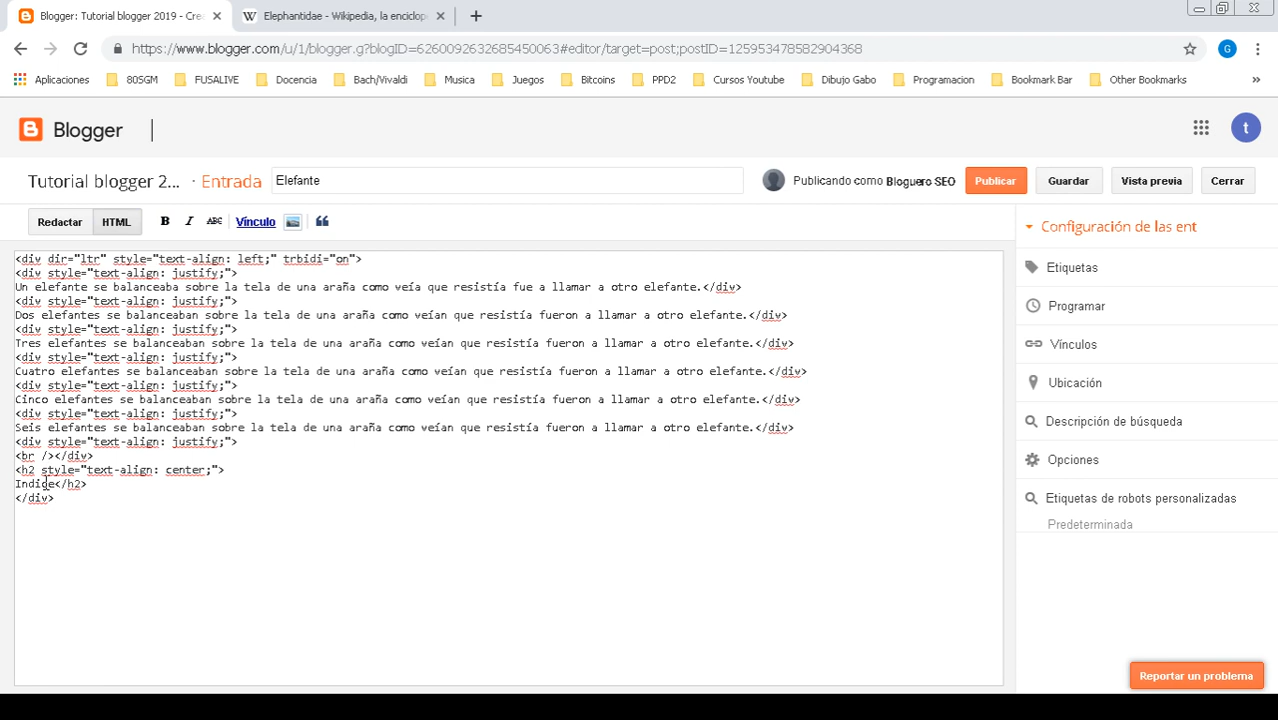 Blogger: Tutorial blogger 2019 - Cre
Elephantidae - Wikipedia, la enciclop
https://www.blogger.com/u/1/blogger.g?blogID=6260092632685450063#editor/target=post;postID=125953478582904368
G
Aplicaciones
80SGM
FUSALIVE
Docencia
Bach/Vivaldi
Musica
Juegos
Bitcoins
PPD2
Cursos Youtube
Dibujo Gabo
Programacion
Bookmark Bar
Other Bookmarks
»
Blogger
t
Tutorial blogger 2... · Entrada
Elefante
Publicando como Bloguero SEO
Publicar
Guardar
Vista previa
Cerrar
Redactar
HTML
B
I
ABC
Vínculo
<div dir="ltr" style="text-align: left;" trbidi="on">
<div style="text-align: justify;">
Un elefante se balanceaba sobre la tela de una araña como veía que resistía fue a llamar a otro elefante.</div>
<div style="text-align: justify;">
Dos elefantes se balanceaban sobre la tela de una araña como veían que resistía fueron a llamar a otro elefante.</div>
<div style="text-align: justify;">
Tres elefantes se balanceaban sobre la tela de una araña como veían que resistía fueron a llamar a otro elefante.</div>
<div style="text-align: justify;">
Cuatro elefantes se balanceaban sobre la tela de una araña como veían que resistía fueron a llamar a otro elefante.</div>
<div style="text-align: justify;">
Cinco elefantes se balanceaban sobre la tela de una araña como veían que resistía fueron a llamar a otro elefante.</div>
<div style="text-align: justify;">
Seis elefantes se balanceaban sobre la tela de una araña como veían que resistía fueron a llamar a otro elefante.</div>
<div style="text-align: justify;">
<br /></div>
<h2 style="text-align: center;">
Indice</h2>
</div>
Configuración de las ent
Etiquetas
Programar
Vínculos
Ubicación
Descripción de búsqueda
Opciones
Etiquetas de robots personalizadas
Predeterminada
Reportar un problema